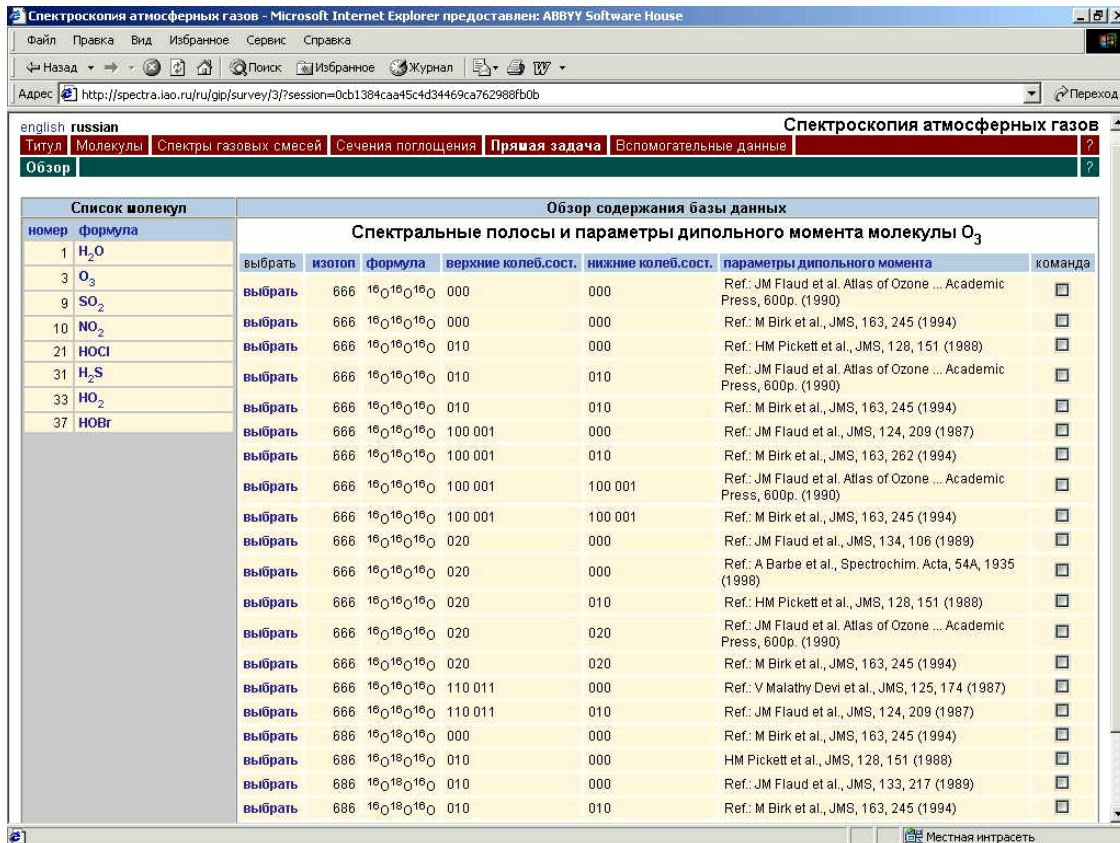 Спектроскопия атмосферных газов - Microsoft Internet Explorer предоставлен: ABBYY Software House
Файл Правка Вид Избранное Сервис Справка
Назад Поиск Избранное Журнал
Адрес http://spectra.iao.ru/ru/gip/survey/3/?session=0cb1384caa45c4d34469ca762988fb0b Переход
english russian Спектроскопия атмосферных газов
Титул Молекулы Спектры газовых смесей Сечения поглощения Прямая задача Вспомогательные данные ?
Обзор ?
Список молекул
номер формула
1 H₂O
3 O₃
9 SO₂
10 NO₂
21 HOCl
31 H₂S
33 HO₂
37 HOBr
Обзор содержания базы данных
Спектральные полосы и параметры дипольного момента молекулы O₃
выбрать изотоп формула верхние колеб.сост. нижние колеб.сост. параметры дипольного момента команда
выбрать 666 ¹⁶O¹⁶O¹⁶O 000 000 Ref.: JM Flaud et al. Atlas of Ozone ... Academic
Press, 600p. (1990)
выбрать 666 ¹⁶O¹⁶O¹⁶O 000 000 Ref.: M Birk et al., JMS, 163, 245 (1994)
выбрать 666 ¹⁶O¹⁶O¹⁶O 010 000 Ref.: HM Pickett et al., JMS, 128, 151 (1988)
выбрать 666 ¹⁶O¹⁶O¹⁶O 010 010 Ref.: JM Flaud et al. Atlas of Ozone ... Academic
Press, 600p. (1990)
выбрать 666 ¹⁶O¹⁶O¹⁶O 010 010 Ref.: M Birk et al., JMS, 163, 245 (1994)
выбрать 666 ¹⁶O¹⁶O¹⁶O 100 001 000 Ref.: JM Flaud et al., JMS, 124, 209 (1987)
выбрать 666 ¹⁶O¹⁶O¹⁶O 100 001 010 Ref.: M Birk et al., JMS, 163, 262 (1994)
выбрать 666 ¹⁶O¹⁶O¹⁶O 100 001 100 001 Ref.: JM Flaud et al. Atlas of Ozone ... Academic
Press, 600p. (1990)
выбрать 666 ¹⁶O¹⁶O¹⁶O 100 001 100 001 Ref.: M Birk et al., JMS, 163, 245 (1994)
выбрать 666 ¹⁶O¹⁶O¹⁶O 020 000 Ref.: JM Flaud et al., JMS, 134, 106 (1989)
выбрать 666 ¹⁶O¹⁶O¹⁶O 020 000 Ref.: A Barbe et al., Spectrochim. Acta, 54A, 1935
(1998)
выбрать 666 ¹⁶O¹⁶O¹⁶O 020 010 Ref.: HM Pickett et al., JMS, 128, 151 (1988)
выбрать 666 ¹⁶O¹⁶O¹⁶O 020 020 Ref.: JM Flaud et al. Atlas of Ozone ... Academic
Press, 600p. (1990)
выбрать 666 ¹⁶O¹⁶O¹⁶O 020 020 Ref.: M Birk et al., JMS, 163, 245 (1994)
выбрать 666 ¹⁶O¹⁶O¹⁶O 110 011 000 Ref.: V Malathy Devi et al., JMS, 125, 174 (1987)
выбрать 666 ¹⁶O¹⁶O¹⁶O 110 011 010 Ref.: JM Flaud et al., JMS, 124, 209 (1987)
выбрать 686 ¹⁶O¹⁸O¹⁶O 000 000 Ref.: M Birk et al., JMS, 163, 245 (1994)
выбрать 686 ¹⁶O¹⁸O¹⁶O 010 000 HM Pickett et al., JMS, 128, 151 (1988)
выбрать 686 ¹⁶O¹⁸O¹⁶O 010 000 Ref.: JM Flaud et al., JMS, 133, 217 (1989)
выбрать 686 ¹⁶O¹⁸O¹⁶O 010 010 Ref.: M Birk et al., JMS, 163, 245 (1994)
Местная интрасеть